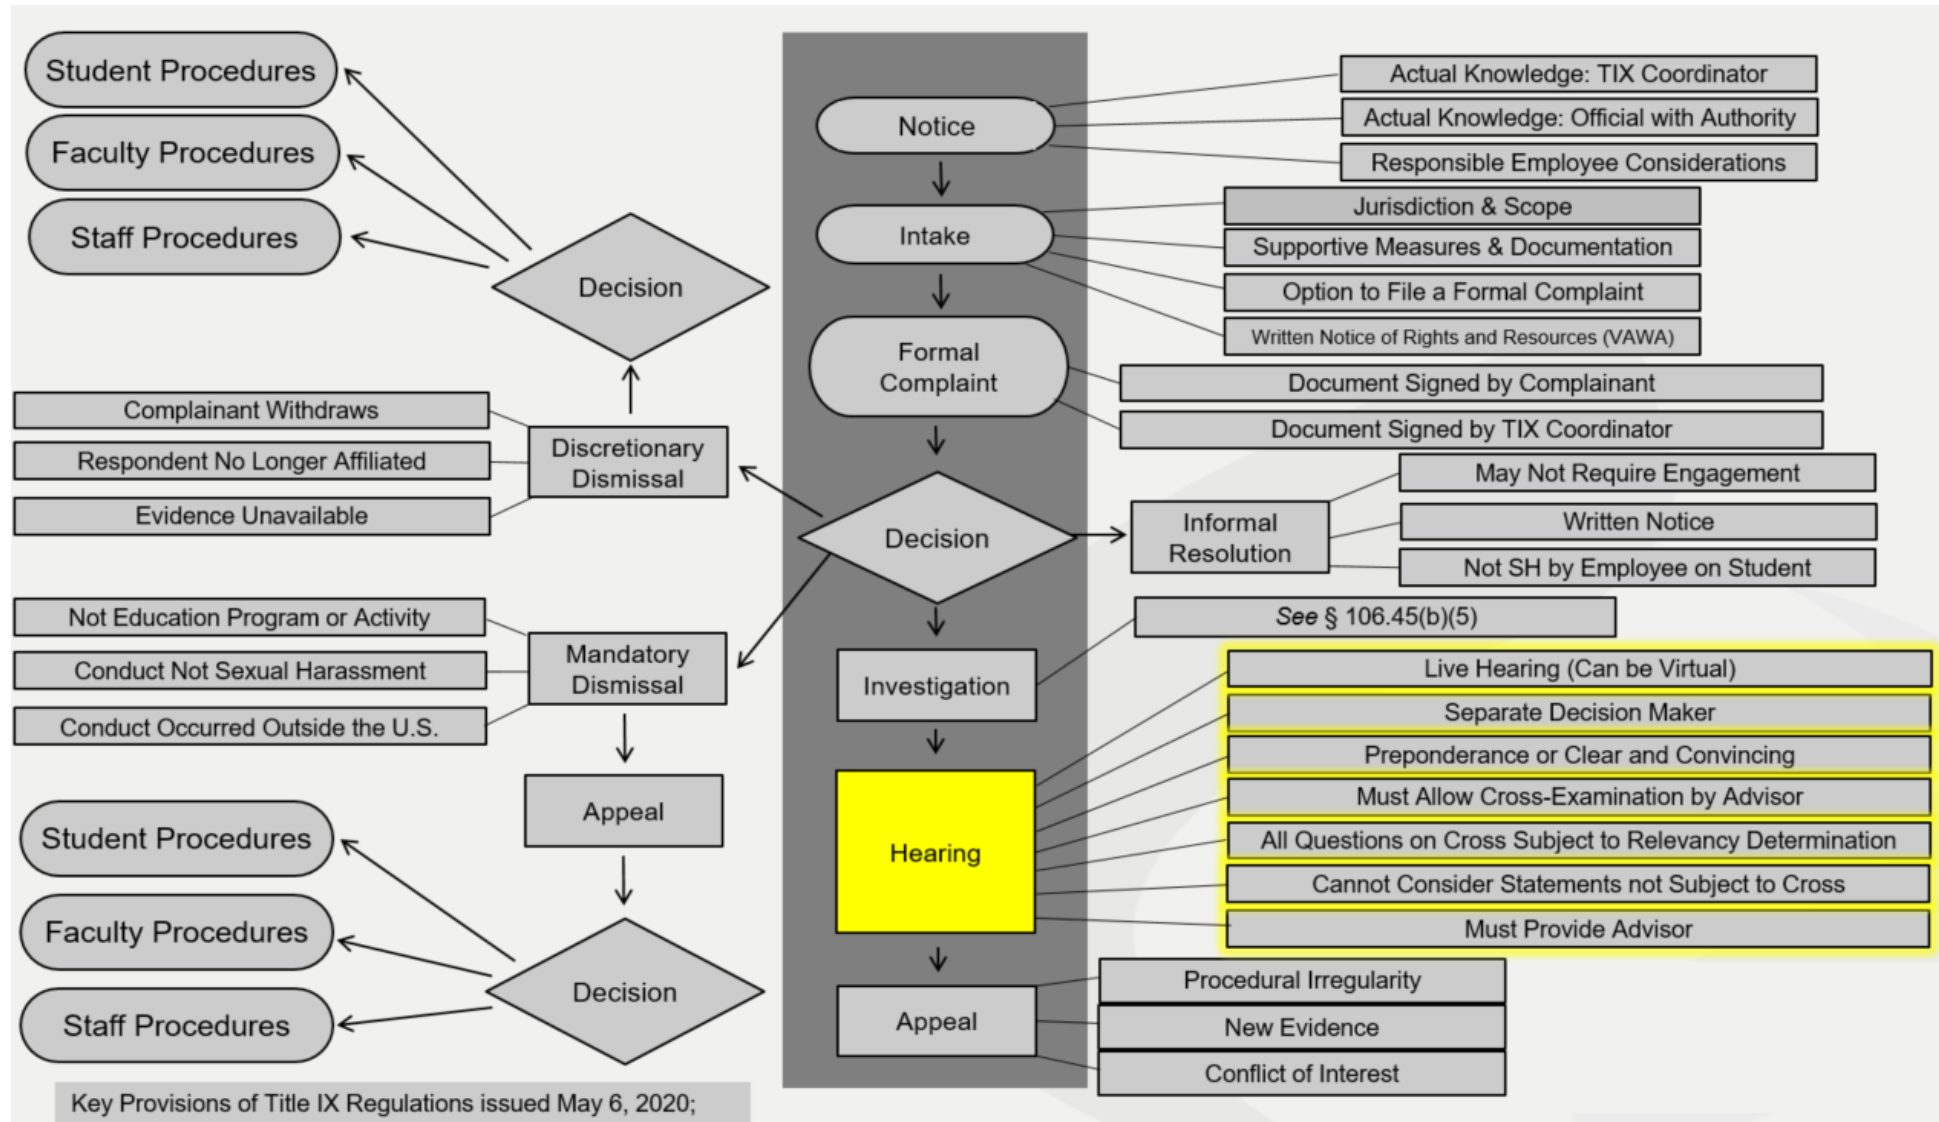 Student Procedures
Faculty Procedures
Staff Procedures
Decision
Complainant Withdraws
Respondent No Longer Affiliated
Evidence Unavailable
Discretionary
Dismissal
Not Education Program or Activity
Conduct Not Sexual Harassment
Conduct Occurred Outside the U.S.
Mandatory
Dismissal
Appeal
Student Procedures
Faculty Procedures
Staff Procedures
Decision
Key Provisions of Title IX Regulations issued May 6, 2020;
Notice
Actual Knowledge: TIX Coordinator
Actual Knowledge: Official with Authority
Responsible Employee Considerations
Intake
Jurisdiction & Scope
Supportive Measures & Documentation
Option to File a Formal Complaint
Written Notice of Rights and Resources (VAWA)
Formal
Complaint
Document Signed by Complainant
Document Signed by TIX Coordinator
Decision
Informal
Resolution
May Not Require Engagement
Written Notice
Not SH by Employee on Student
Investigation
See § 106.45(b)(5)
Hearing
Live Hearing (Can be Virtual)
Separate Decision Maker
Preponderance or Clear and Convincing
Must Allow Cross-Examination by Advisor
All Questions on Cross Subject to Relevancy Determination
Cannot Consider Statements not Subject to Cross
Must Provide Advisor
Appeal
Procedural Irregularity
New Evidence
Conflict of Interest